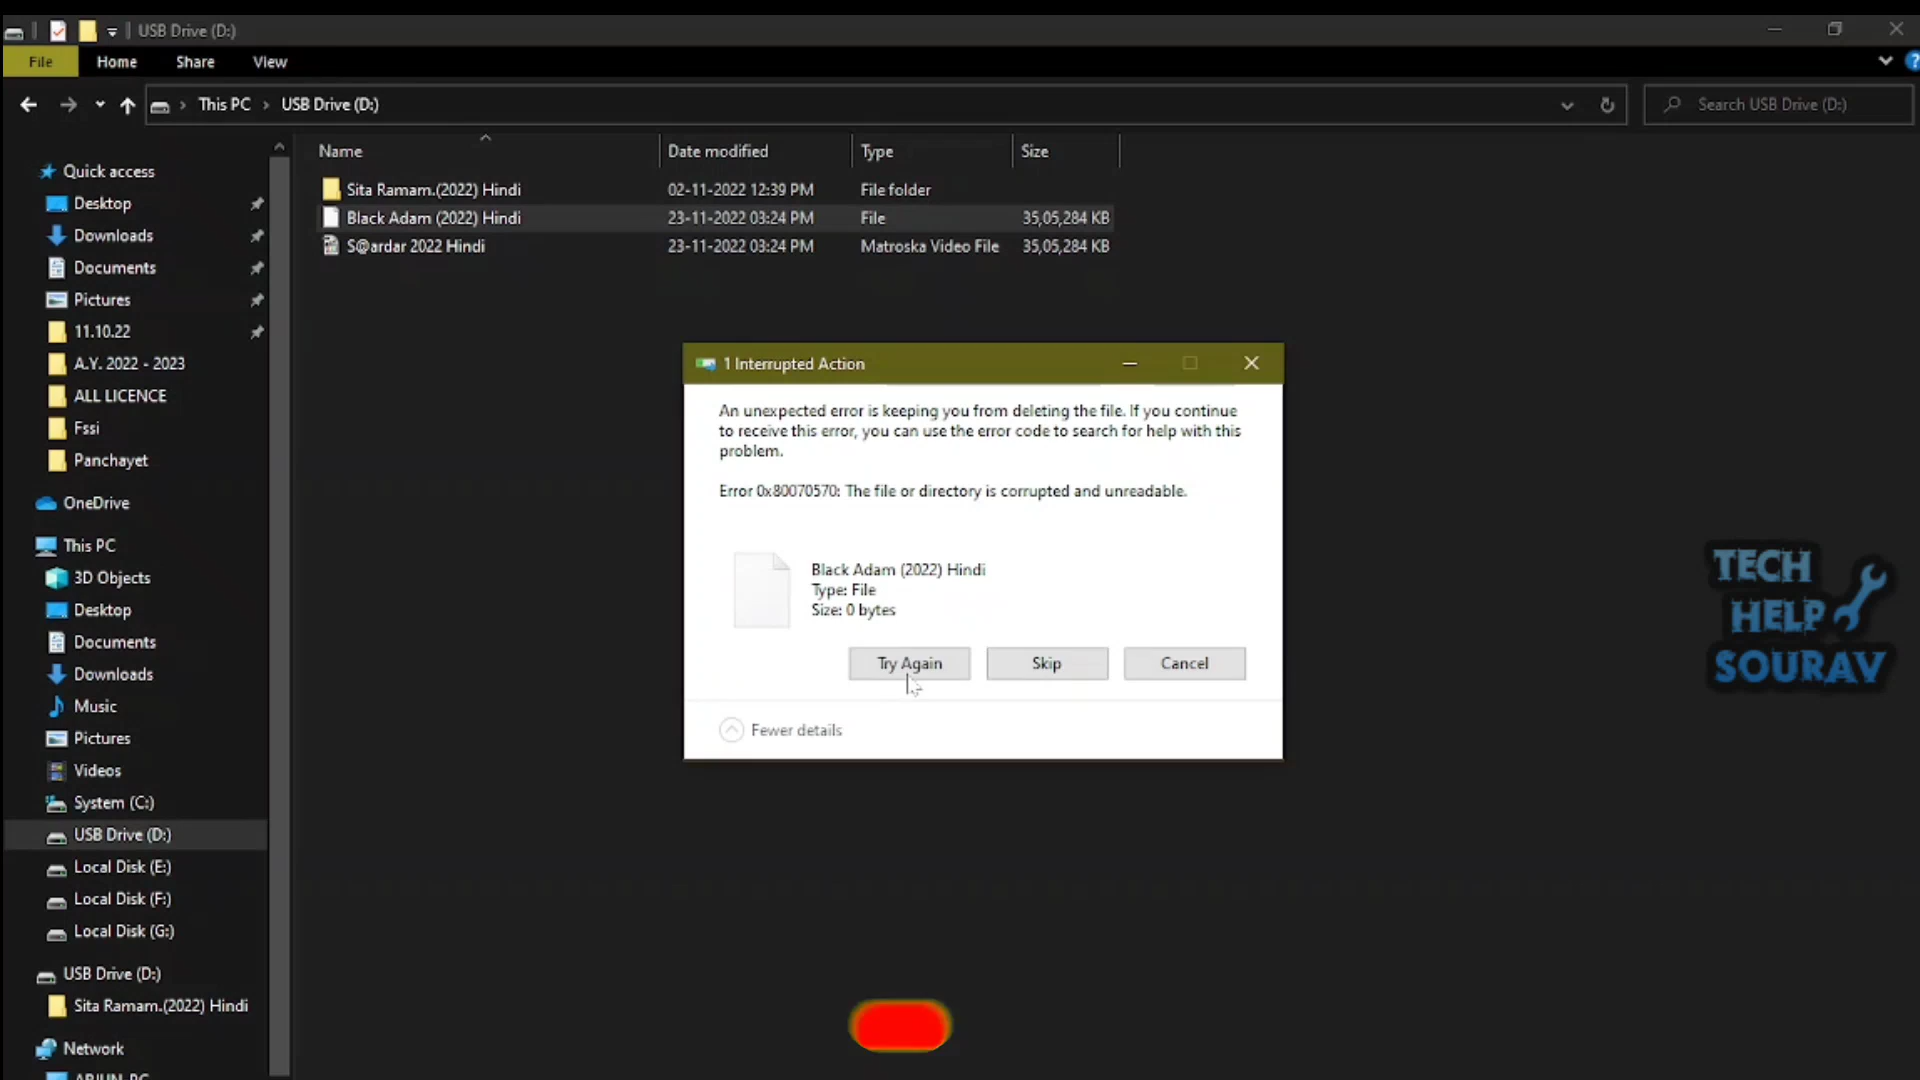 USB Drive (D:)
File Home Share View
This PC > USB Drive (D:)
Search USB Drive (D:)
Name Date modified Type Size
Sita Ramam.(2022) Hindi 02-11-2022 12:39 PM File folder
Black Adam (2022) Hindi 23-11-2022 03:24 PM File 35,05,284 KB
S@ardar 2022 Hindi 23-11-2022 03:24 PM Matroska Video File 35,05,284 KB
Quick access
Desktop
Downloads
Documents
Pictures
11.10.22
A.Y. 2022 - 2023
ALL LICENCE
Fssi
Panchayet
OneDrive
This PC
3D Objects
Desktop
Documents
Downloads
Music
Pictures
Videos
System (C:)
USB Drive (D:)
Local Disk (E:)
Local Disk (F:)
Local Disk (G:)
USB Drive (D:)
Sita Ramam.(2022) Hindi
Network
1 Interrupted Action
An unexpected error is keeping you from deleting the file. If you continue
to receive this error, you can use the error code to search for help with this
problem.
Error 0x80070570: The file or directory is corrupted and unreadable.
Black Adam (2022) Hindi
Type: File
Size: 0 bytes
Try Again Skip Cancel
Fewer details
TECH
HELP
SOURAV